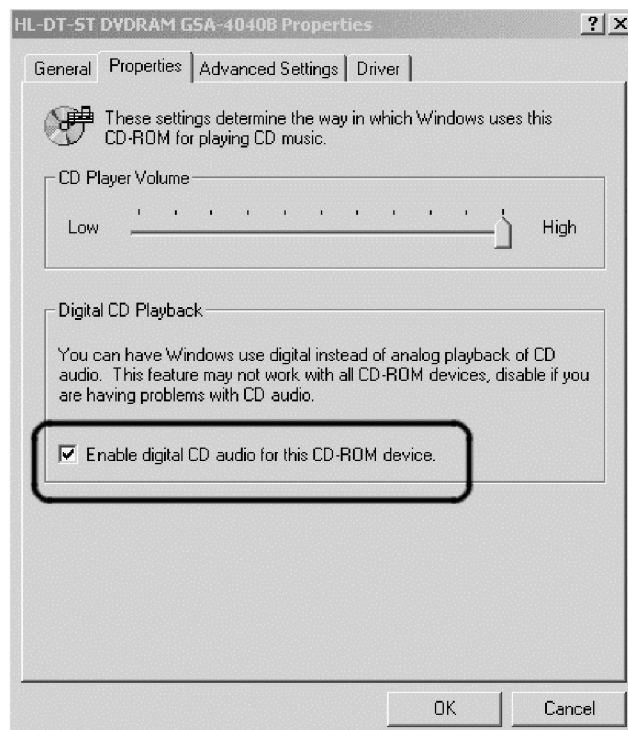 HL-DT-ST DVDRAM GSA-4040B Properties
General Properties Advanced Settings Driver
These settings determine the way in which Windows uses this
CD-ROM for playing CD music.
CD Player Volume
Low High
Digital CD Playback
You can have Windows use digital instead of analog playback of CD
audio. This feature may not work with all CD-ROM devices, disable if you
are having problems with CD audio.
Enable digital CD audio for this CD-ROM device.
OK Cancel